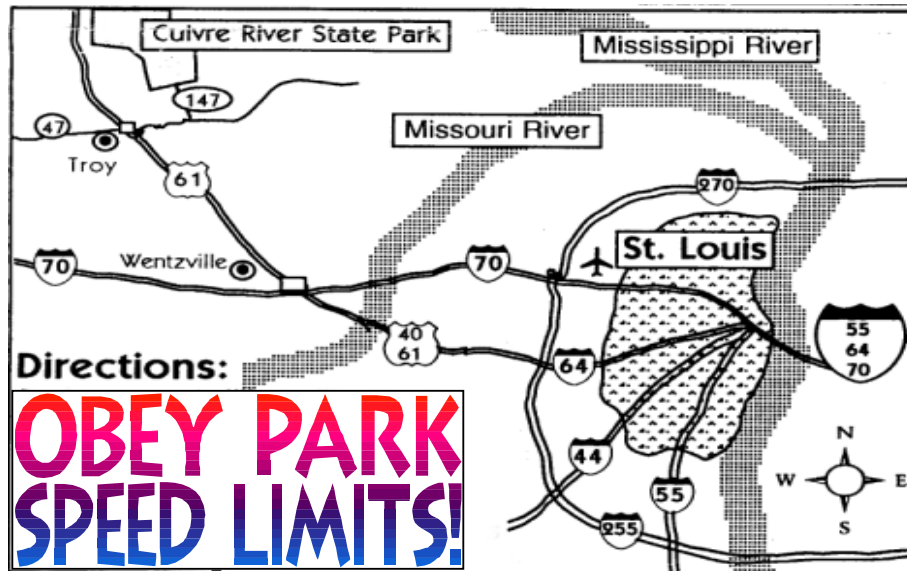 Cuivre River State Park
Mississippi River
147
Missouri River
47
Troy
61
270
St. Louis
Wentzville
70
70
40
61
55
64
70
64
Directions:
OBEY PARK
SPEED LIMITS!
44
55
255
N
W
E
S